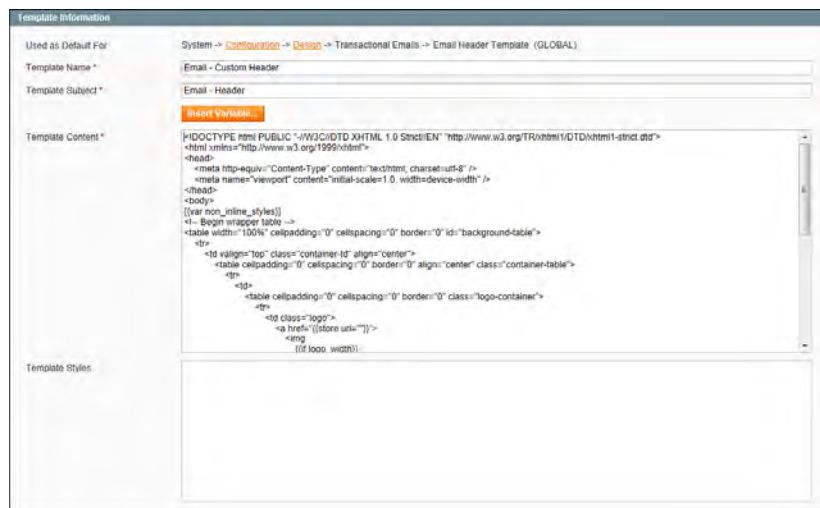 Template Information
Used as Default For System -> Configuration -> Design -> Transactional Emails -> Email Header Template (GLOBAL)
Template Name * Email - Custom Header
Template Subject * Email - Header
Insert Variable...
Template Content *
<!DOCTYPE html PUBLIC "-//W3C//DTD XHTML 1.0 Strict//EN" "http://www.w3.org/TR/xhtml1/DTD/xhtml1-strict.dtd">
<html xmlns="http://www.w3.org/1999/xhtml">
<head>
<meta http-equiv="Content-Type" content="text/html; charset=utf-8" />
<meta name="viewport" content="initial-scale=1.0, width=device-width" />
</head>
<body>
{{var non_inline_styles}}
<!-- Begin wrapper table -->
<table width="100%" cellpadding="0" cellspacing="0" border="0" id="background-table">
<tr>
<td valign="top" class="container-td" align="center">
<table cellpadding="0" cellspacing="0" border="0" align="center" class="container-table">
<tr>
<td>
<table cellpadding="0" cellspacing="0" border="0" class="logo-container">
<tr>
<td class="logo">
<a href="{{store url=""}}">
<img
{{if logo_width}}
Template Styles